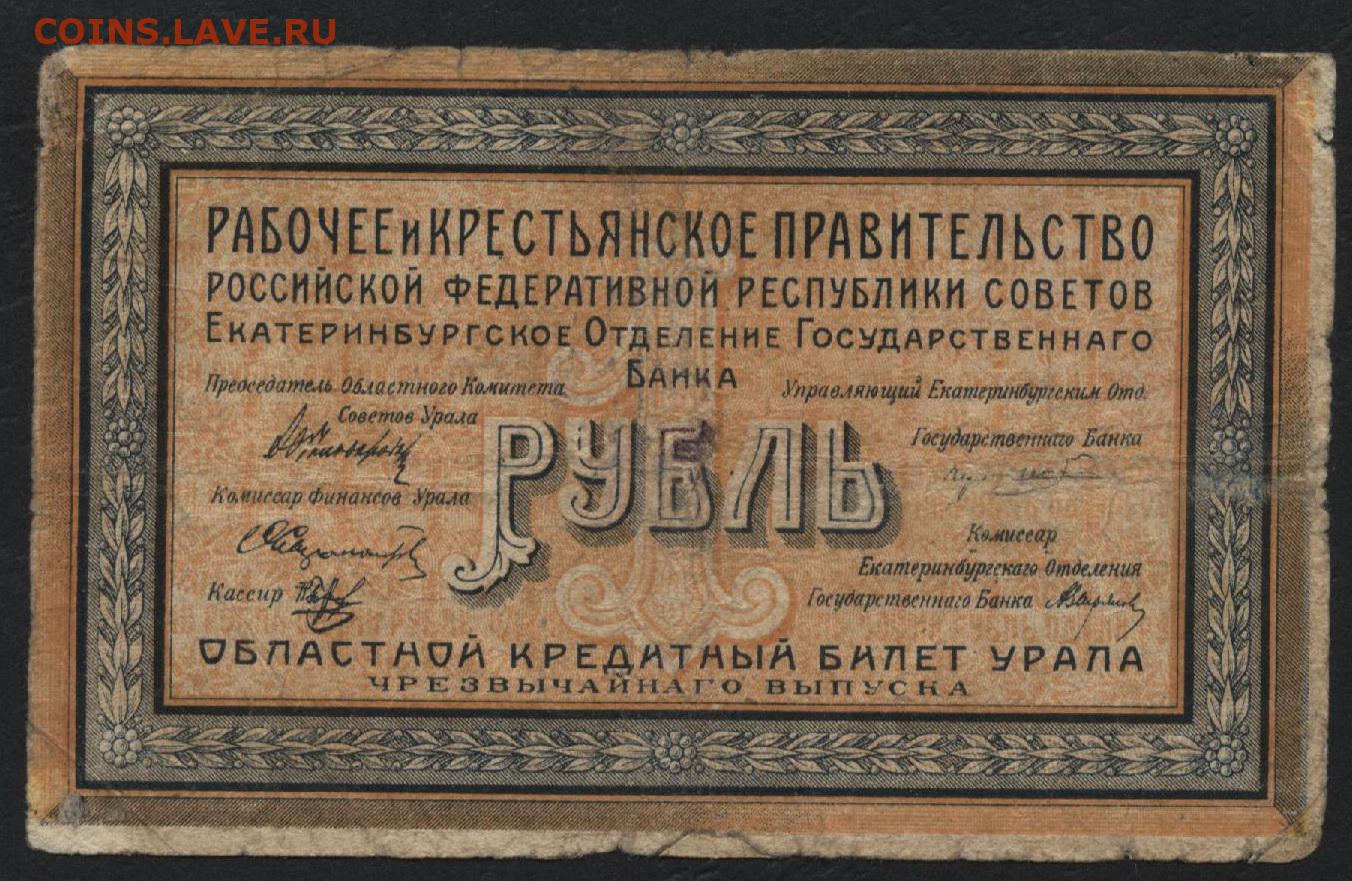 COINS.LAVE.RU
РАБОЧЕЕ и КРЕСТЬЯНСКОЕ ПРАВИТЕЛЬСТВО
РОССИЙСКОЙ ФЕДЕРАТИВНОЙ РЕСПУБЛИКИ СОВЕТОВ
ЕКАТЕРИНБУРГСКОЕ ОТДЕЛЕНИЕ ГОСУДАРСТВЕННАГО
БАНКА
Председатель Областного Комитета
Советов Урала
Комиссар Финансов Урала
Кассир
1
РУБЛЬ
Управляющий Екатеринбургским Отд.
Государственнаго Банка
Комиссар
Екатеринбургскаго Отделения
Государственнаго Банка
ОБЛАСТНОЙ КРЕДИТНЫЙ БИЛЕТ УРАЛА
ЧРЕЗВЫЧАЙНАГО ВЫПУСКА